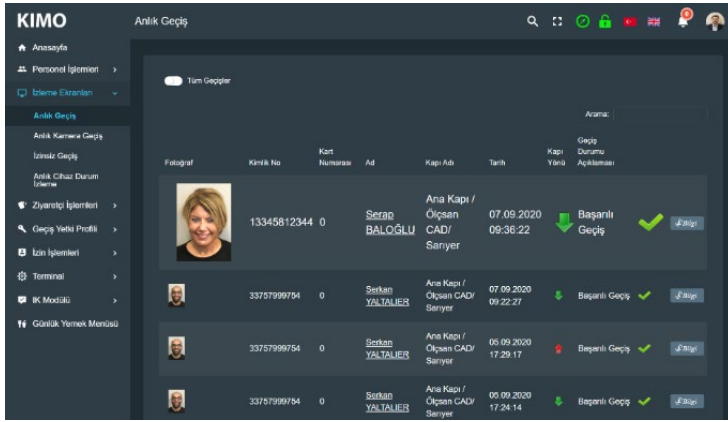 KIMO
Anlık Geçiş
0
Anasayfa
Personel İşlemleri
İzleme Ekranları
Anlık Geçiş
Anlık Kamera Geçiş
İzinsiz Geçiş
Anlık Cihaz Durum
İzleme
Ziyaretçi İşlemleri
Geçiş Yetki Profili
İzin İşlemleri
Terminal
IK Modülü
Günlük Yemek Menüsü
Tüm Geçişler
Arama:
Fotoğraf
Kimlik No
Kart
Numarası
Ad
Kapı Adı
Tarih
Kapı
Yönü
Geçiş
Durumu
Açıklaması
13345812344 0
Serap
BALOĞLU
Ana Kapı /
Ölçsan
CAD/
Sarıyer
07.09.2020
09:36:22
Başarılı
Geçiş
Bilgi
33757999754 0
Serkan
YALTALIER
Ana Kapı /
Ölçsan CAD/
Sarıyer
07.09.2020
09:22:27
Başarılı Geçiş
Bilgi
33757999754 0
Serkan
YALTALIER
Ana Kapı /
Ölçsan CAD/
Sarıyer
05.09.2020
17:29:17
Başarılı Geçiş
Bilgi
33757999754 0
Serkan
YALTALIER
Ana Kapı /
Ölçsan CAD/
Sarıyer
05.09.2020
17:24:14
Başarılı Geçiş
Bilgi